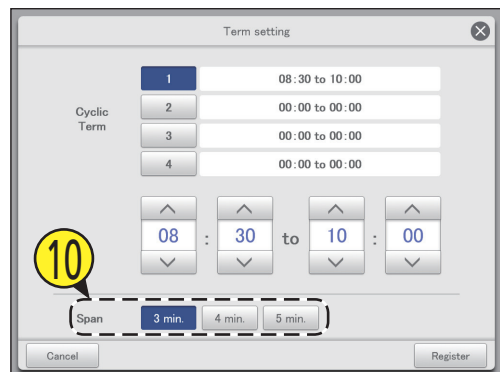 Term setting
Cyclic
Term
1 08:30 to 10:00
2 00:00 to 00:00
3 00:00 to 00:00
4 00:00 to 00:00
08 : 30 to 10 : 00
10
Span 3 min. 4 min. 5 min.
Cancel Register